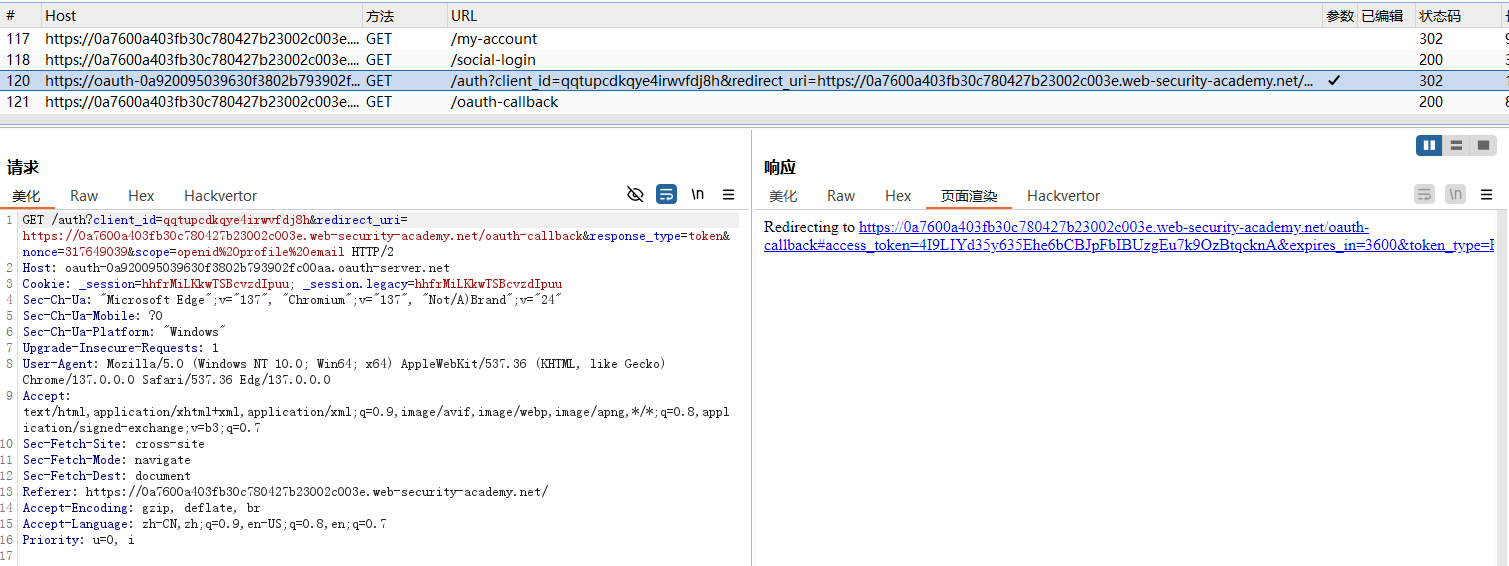 # Host 方法 URL 参数 已编辑 状态码
117 https://0a7600a403fb30c780427b23002c003e.... GET /my-account 302
118 https://0a7600a403fb30c780427b23002c003e.... GET /social-login 200
120 https://oauth-0a920095039630f3802b793902f... GET /auth?client_id=qqtupcdkqye4irwvfdj8h&redirect_uri=https://0a7600a403fb30c780427b23002c003e.web-security-academy.net/... ✓ 302
121 https://0a7600a403fb30c780427b23002c003e.... GET /oauth-callback 200
请求
美化 Raw Hex Hackvertor \n
1 GET /auth?client_id=qqtupcdkqye4irwvfdj8h&redirect_uri=
https://0a7600a403fb30c780427b23002c003e.web-security-academy.net/oauth-callback&response_type=token&
nonce=317649039&scope=openid%20profile%20email HTTP/2
2 Host: oauth-0a920095039630f3802b793902fc00aa.oauth-server.net
3 Cookie: _session=hhfrMiLKkwTSBcvzdIpuu; _session.legacy=hhfrMiLKkwTSBcvzdIpuu
4 Sec-Ch-Ua: "Microsoft Edge";v="137", "Chromium";v="137", "Not/A)Brand";v="24"
5 Sec-Ch-Ua-Mobile: ?0
6 Sec-Ch-Ua-Platform: "Windows"
7 Upgrade-Insecure-Requests: 1
8 User-Agent: Mozilla/5.0 (Windows NT 10.0; Win64; x64) AppleWebKit/537.36 (KHTML, like Gecko)
Chrome/137.0.0.0 Safari/537.36 Edg/137.0.0.0
9 Accept:
text/html,application/xhtml+xml,application/xml;q=0.9,image/avif,image/webp,image/apng,*/*;q=0.8,appl
ication/signed-exchange;v=b3;q=0.7
10 Sec-Fetch-Site: cross-site
11 Sec-Fetch-Mode: navigate
12 Sec-Fetch-Dest: document
13 Referer: https://0a7600a403fb30c780427b23002c003e.web-security-academy.net/
14 Accept-Encoding: gzip, deflate, br
15 Accept-Language: zh-CN,zh;q=0.9,en-US;q=0.8,en;q=0.7
16 Priority: u=0, i
17
响应
美化 Raw Hex 页面渲染 Hackvertor \n
Redirecting to https://0a7600a403fb30c780427b23002c003e.web-security-academy.net/oauth-
callback#access_token=4I9LIYd35y635Ehe6bCBJpFbIBUzgEu7k9OzBtqcknA&expires_in=3600&token_type=